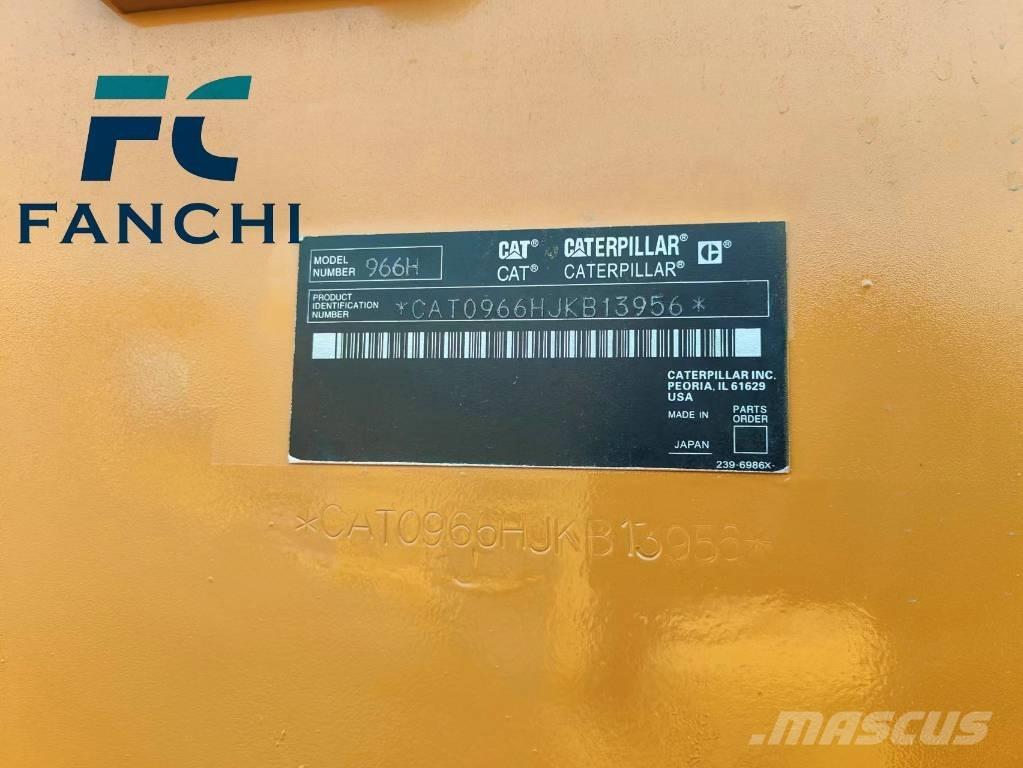 FC
FANCHI
MODEL
NUMBER 966H
CAT® CATERPILLAR®
CAT® CATERPILLAR®
C®
PRODUCT
IDENTIFICATION
NUMBER
*CAT0966HJKB13956*
CATERPILLAR INC.
PEORIA, IL 61629
USA
MADE IN
JAPAN
PARTS
ORDER
239-6986X-
*CAT0966HJKB13956*
MASCUS